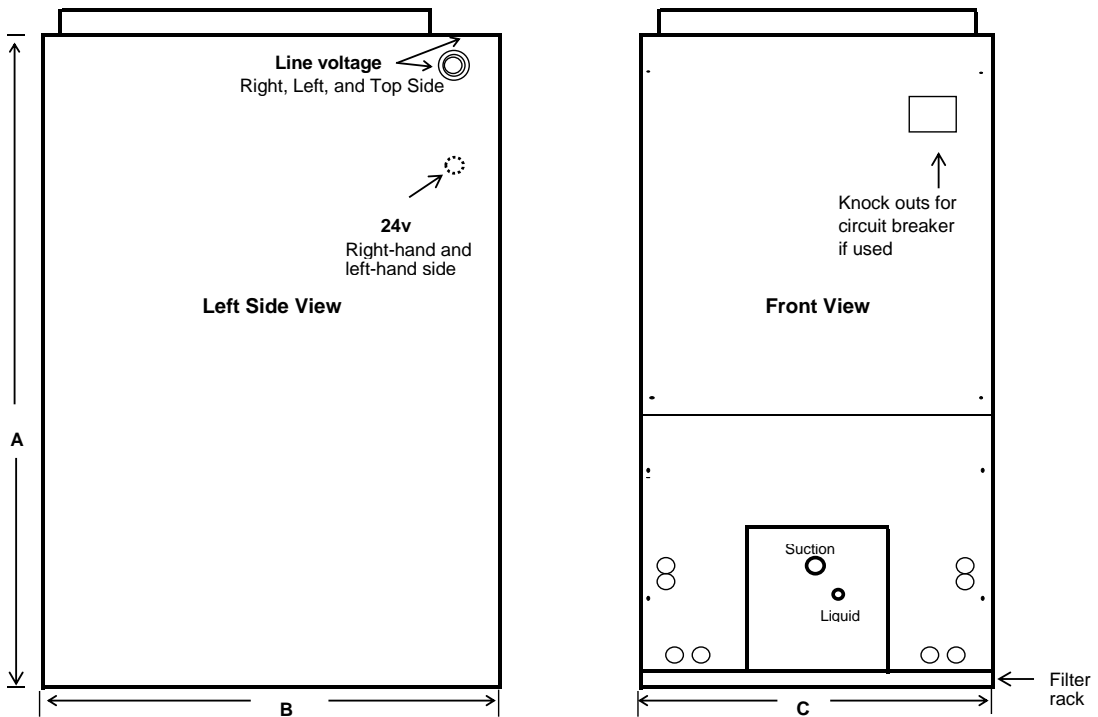 Line voltage
Right, Left, and Top Side
24v
Right-hand and
left-hand side
Left Side View
A
B
Knock outs for
circuit breaker
if used
Front View
Suction
Liquid
Filter
rack
C